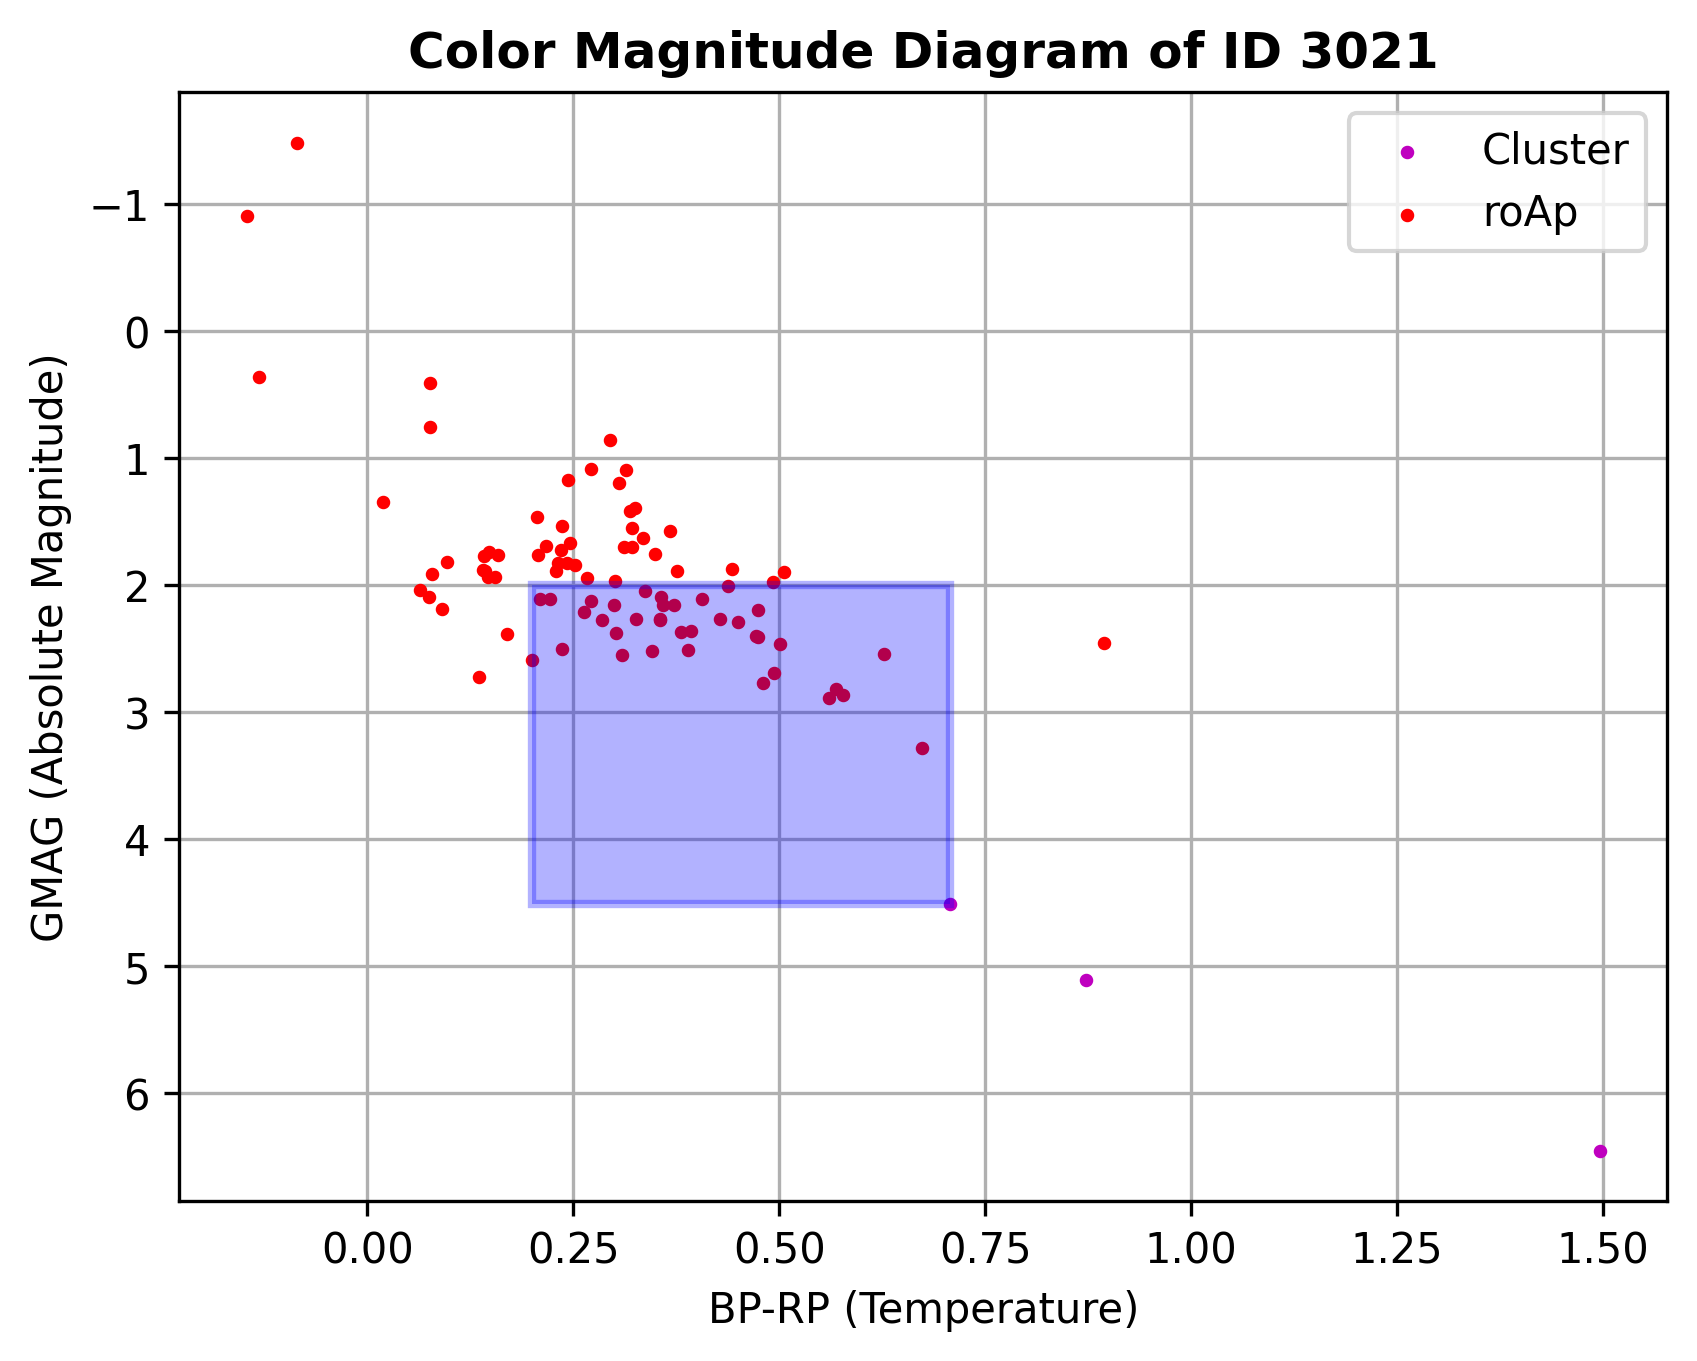 Color Magnitude Diagram of ID 3021
Cluster
roAp
GMAG (Absolute Magnitude)
−1
0
1
2
3
4
5
6
0.00 0.25 0.50 0.75 1.00 1.25 1.50
BP-RP (Temperature)